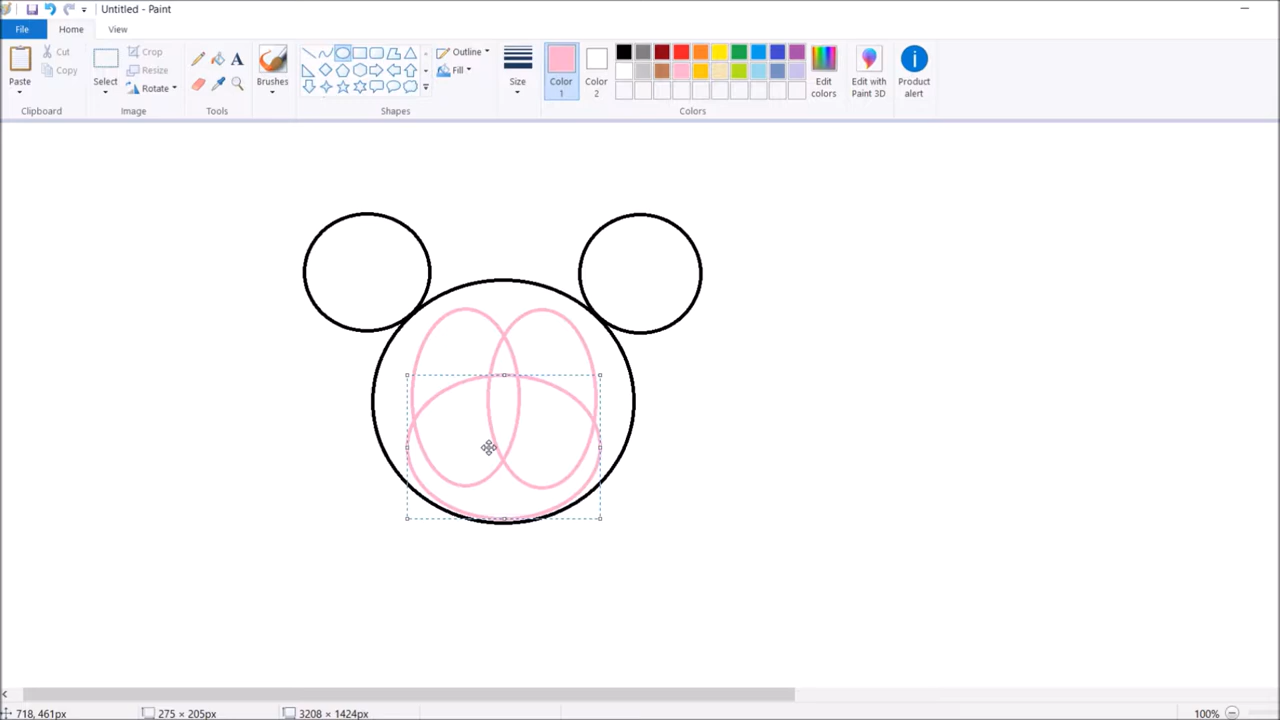 Untitled - Paint
File Home View
Paste
Cut
Copy
Clipboard
Select
Crop
Resize
Rotate
Image
A
Tools
Brushes
Shapes
Outline
Fill
Size
Color 1
Color 2
Colors
Edit colors
Edit with Paint 3D
Product alert
718, 461px
275 × 205px
3208 × 1424px
100%